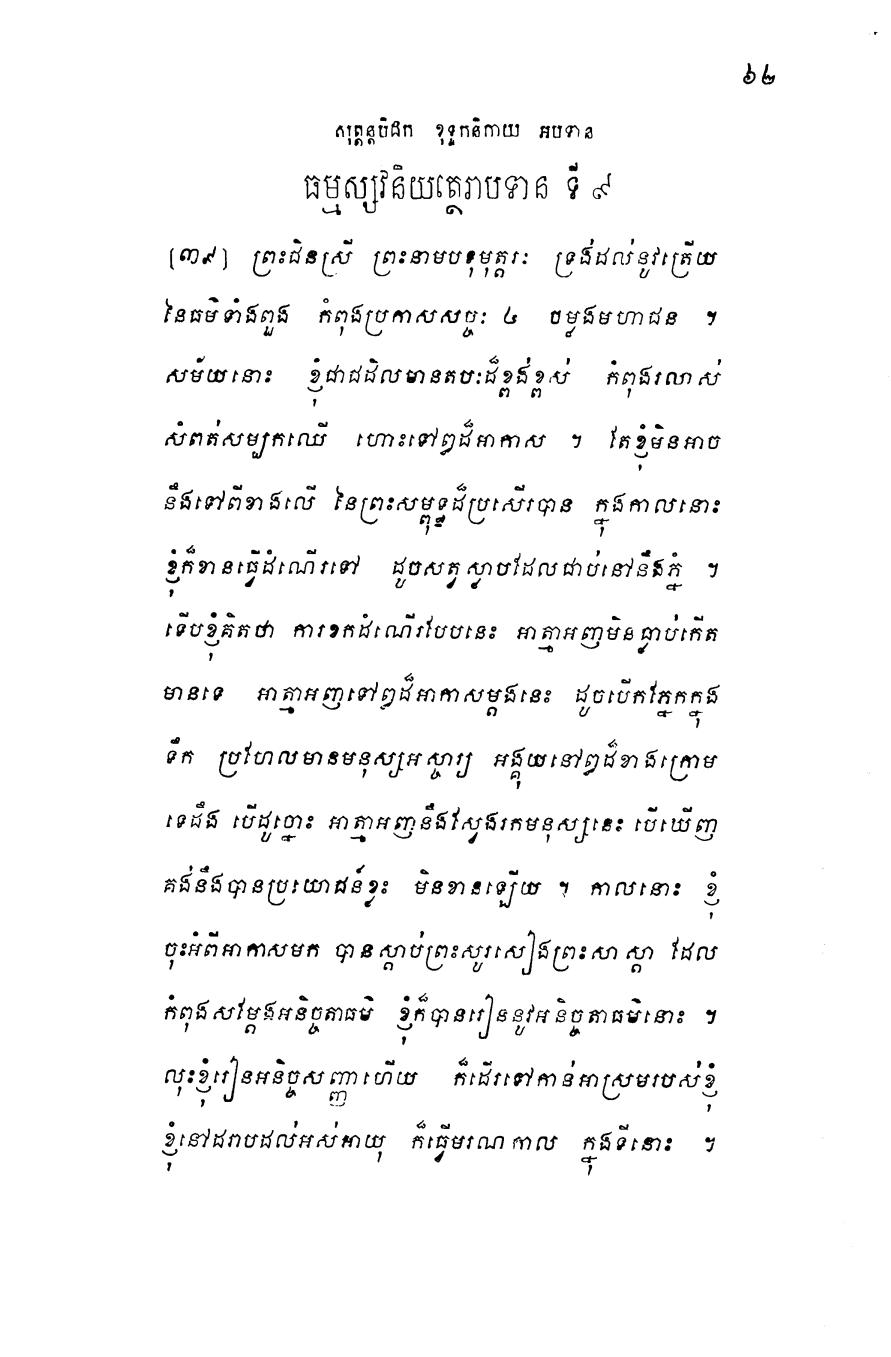 ៦២
សុត្តន្តបិដក ខុទ្ទកនិកាយ អបទាន
ធម្មស្សវនិយត្ថេរាបទាន ទី ៩
[៣៩] ព្រះជិនស្រី ព្រះនាមបទុមុត្តរៈ ទ្រង់ដល់នូវត្រើយ
នៃធម៌ទាំងពួង កំពុងប្រកាសសច្ចៈ ៤ ចម្លងមហាជន ។
សម័យនោះ ខ្ញុំជាជដិលមានតបៈដ៏ខ្ពង់ខ្ពស់ កំពុងរលាស់
សំពត់សម្បកឈើ ហោះទៅឰដ៏អាកាស ។ តែខ្ញុំមិនអាច
នឹងទៅពីខាងលើ នៃព្រះសម្ពុទ្ធដ៏ប្រសើរបាន ក្នុងកាលនោះ
ខ្ញុំក៏ខានធ្វើដំណើរទៅ ដូចសត្វស្លាបដែលជាប់នៅនឹងភ្នំ ។
ទើបខ្ញុំគិតថា ការខកដំណើរបែបនេះ អាត្មាអញមិនធ្លាប់កើត
មានទេ អាត្មាអញទៅឰដ៏អាកាសម្តងនេះ ដូចបើកភ្នែកក្នុង
ទឹក ប្រហែលមានមនុស្សអស្ចារ្យ អង្គុយនៅឰដ៏ខាងក្រោម
ទេដឹង បើដូច្នោះ អាត្មាអញនឹងស្វែងរកមនុស្សនេះ បើឃើញ
គង់នឹងបានប្រយោជន៍ខ្លះ មិនខានឡើយ ។ កាលនោះ ខ្ញុំ
ចុះអំពីអាកាសមក បានស្តាប់ព្រះសូរសៀងព្រះសាស្តា ដែល
កំពុងសម្តែងអនិច្ចតាធម៌ ខ្ញុំក៏បានរៀននូវអនិច្ចតាធម៌នោះ ។
លុះខ្ញុំរៀនអនិច្ចសញ្ញាហើយ ក៏ដើរទៅកាន់អាស្រមរបស់ខ្ញុំ
ខ្ញុំនៅដរាបដល់អស់អាយុ ក៏ធ្វើមរណកាល ក្នុងទីនោះ ។